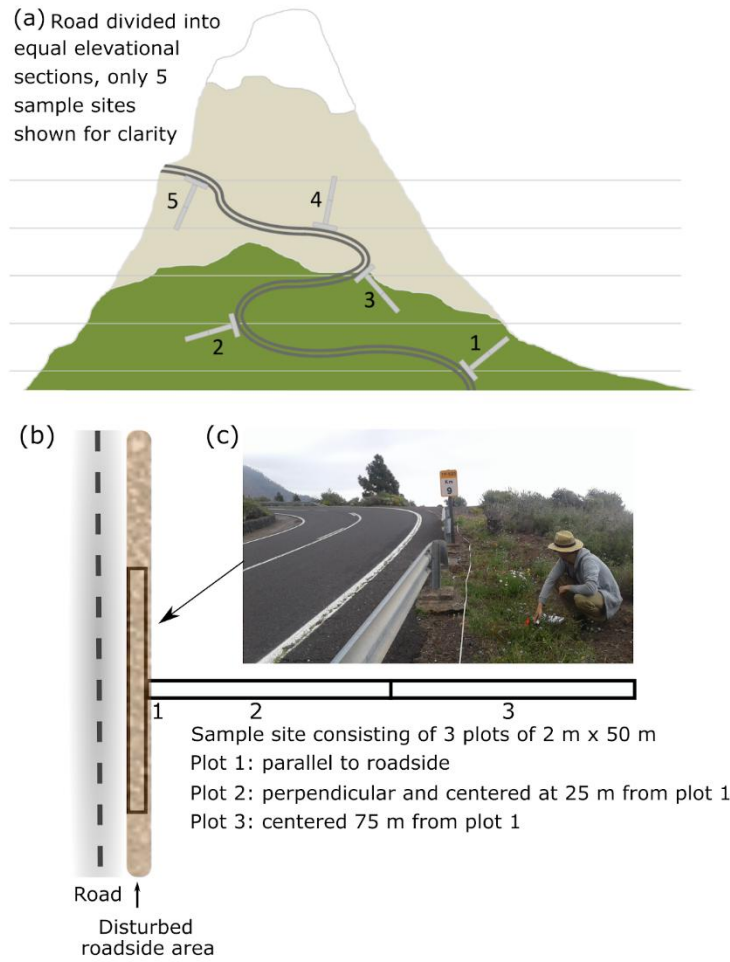 (a) Road divided into
equal elevational
sections, only 5
sample sites
shown for clarity
5
4
3
2
1
(b)
(c)
9
1
2
3
Sample site consisting of 3 plots of 2 m x 50 m
Plot 1: parallel to roadside
Plot 2: perpendicular and centered at 25 m from plot 1
Plot 3: centered 75 m from plot 1
Road
Disturbed
roadside area